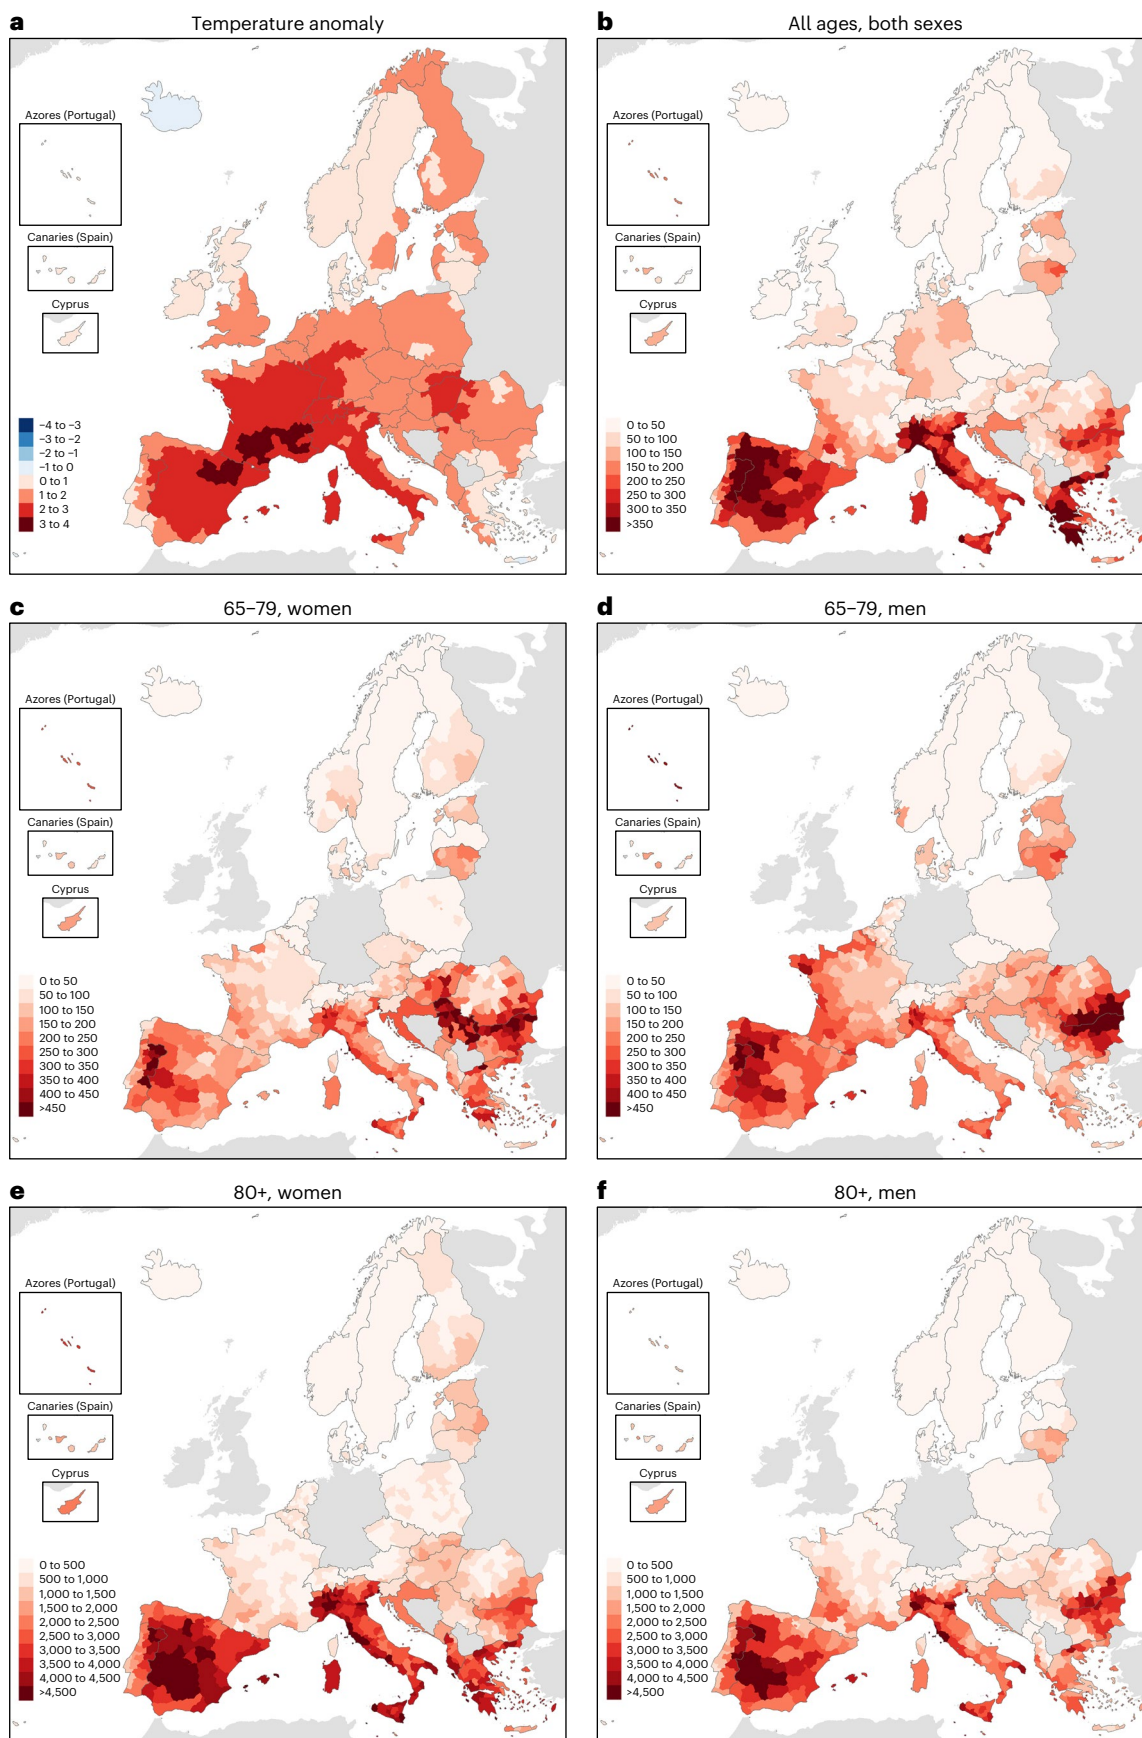 a Temperature anomaly
Azores (Portugal)
Canaries (Spain)
Cyprus
−4 to −3
−3 to −2
−2 to −1
−1 to 0
0 to 1
1 to 2
2 to 3
3 to 4
b All ages, both sexes
Azores (Portugal)
Canaries (Spain)
Cyprus
0 to 50
50 to 100
100 to 150
150 to 200
200 to 250
250 to 300
300 to 350
>350
c 65–79, women
Azores (Portugal)
Canaries (Spain)
Cyprus
0 to 50
50 to 100
100 to 150
150 to 200
200 to 250
250 to 300
300 to 350
350 to 400
400 to 450
>450
d 65–79, men
Azores (Portugal)
Canaries (Spain)
Cyprus
0 to 50
50 to 100
100 to 150
150 to 200
200 to 250
250 to 300
300 to 350
350 to 400
400 to 450
>450
e 80+, women
Azores (Portugal)
Canaries (Spain)
Cyprus
0 to 500
500 to 1,000
1,000 to 1,500
1,500 to 2,000
2,000 to 2,500
2,500 to 3,000
3,000 to 3,500
3,500 to 4,000
4,000 to 4,500
>4,500
f 80+, men
Azores (Portugal)
Canaries (Spain)
Cyprus
0 to 500
500 to 1,000
1,000 to 1,500
1,500 to 2,000
2,000 to 2,500
2,500 to 3,000
3,000 to 3,500
3,500 to 4,000
4,000 to 4,500
>4,500